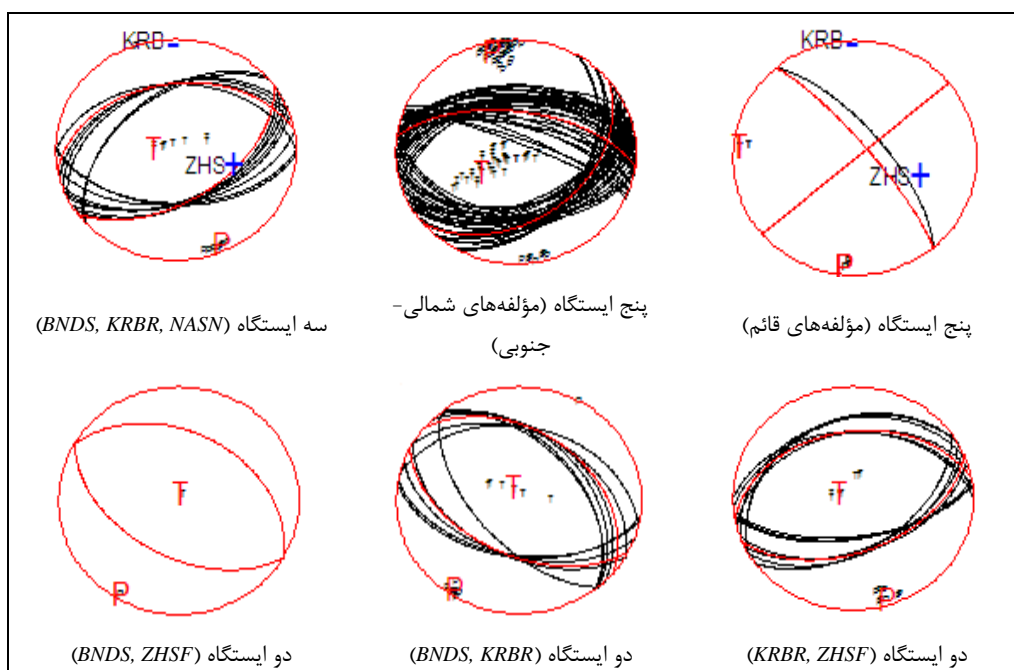 KRB -
T
ZHS +
P
پنج ایستگاه (مؤلفه‌های قائم)
P
T
پنج ایستگاه (مؤلفه‌های شمالی-
جنوبی)
KRB -
T
ZHS +
P
سه ایستگاه (BNDS, KRBR, NASN)
T
P
دو ایستگاه (KRBR, ZHSF)
T
P
دو ایستگاه (BNDS, KRBR)
T
P
دو ایستگاه (BNDS, ZHSF)